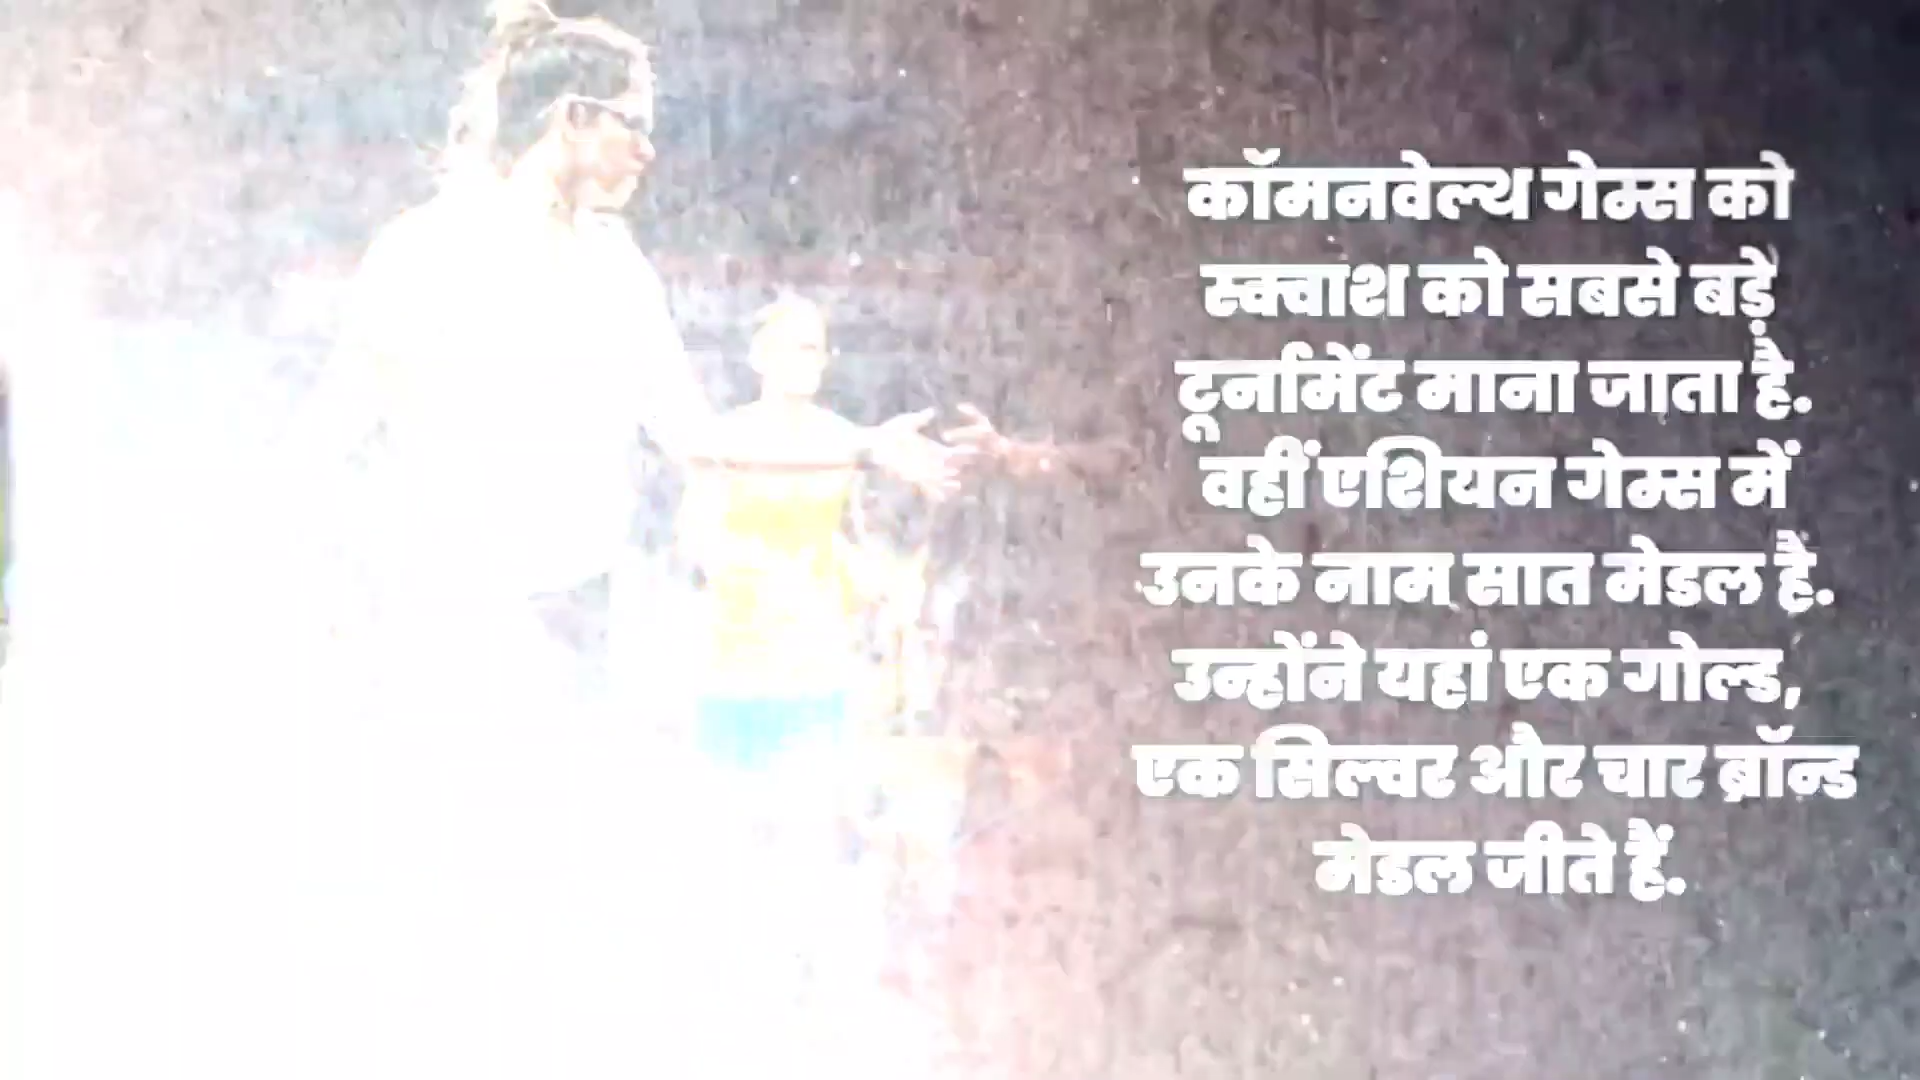 कॉमनवेल्थ गेम्स को
स्क्वाश को सबसे बड़े
टूर्नामेंट माना जाता है.
वहीं एशियन गेम्स में
उनके नाम सात मेडल है.
उन्होंने यहां एक गोल्ड,
एक सिल्वर और चार ब्रॉन्ड
मेडल जीते हैं.